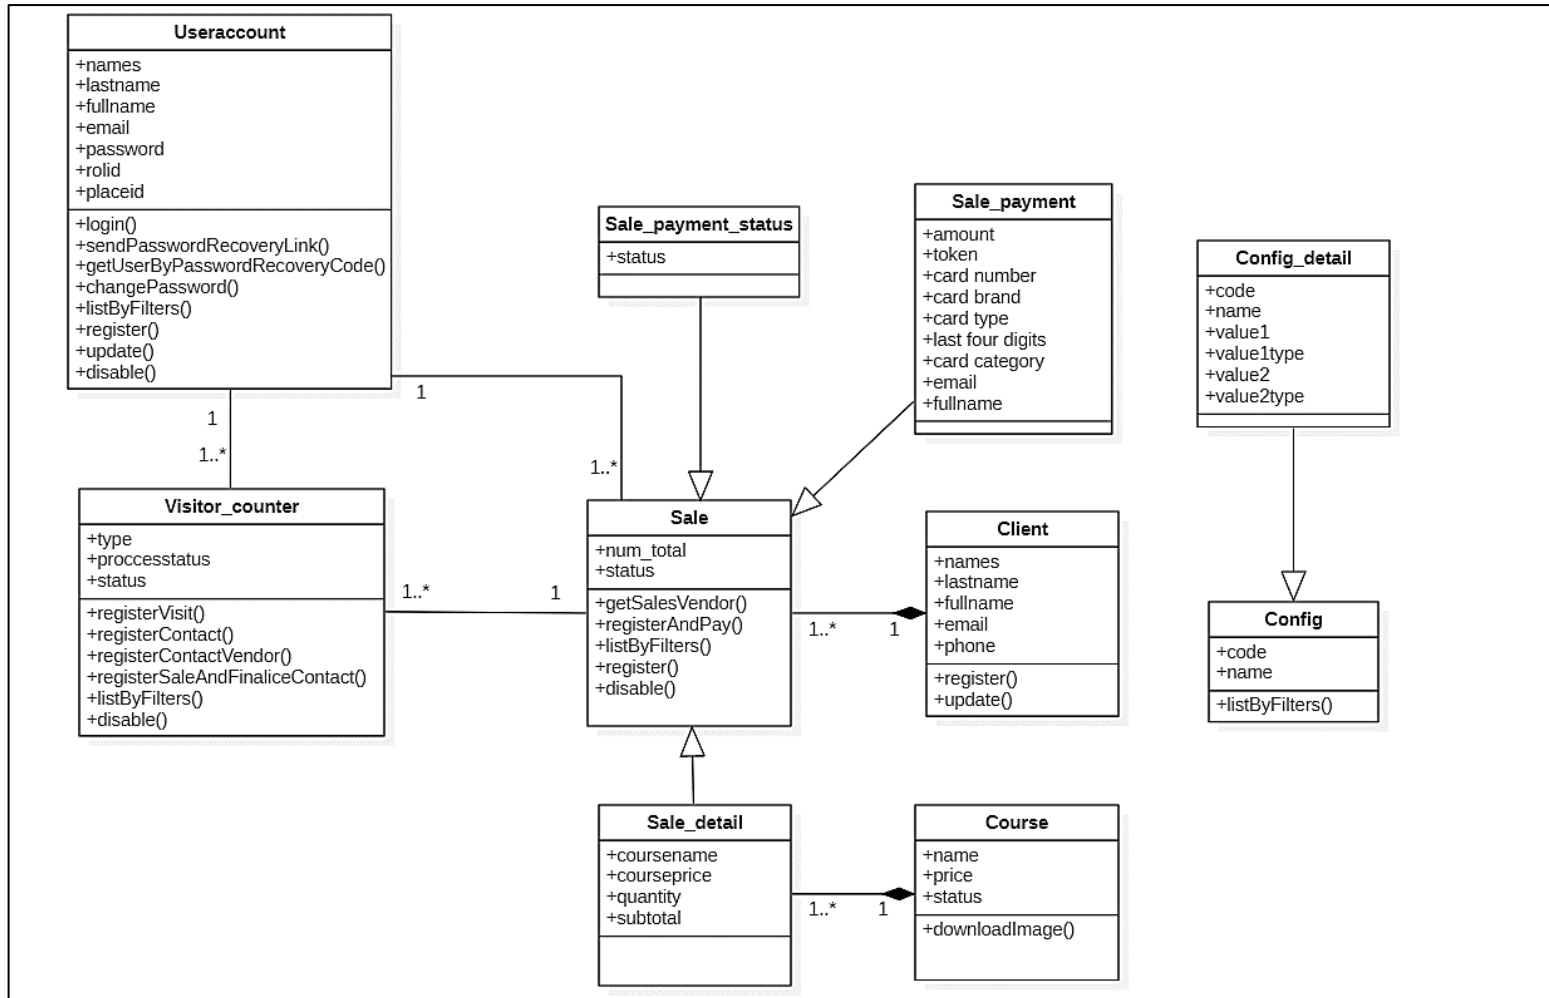 Useraccount
+names
+lastname
+fullname
+email
+password
+rolid
+placeid
+login()
+sendPasswordRecoveryLink()
+getUserByPasswordRecoveryCode()
+changePassword()
+listByFilters()
+register()
+update()
+disable()
1
1..*
1
1..*
Visitor_counter
+type
+proccesstatus
+status
+registerVisit()
+registerContact()
+registerContactVendor()
+registerSaleAndFinaliceContact()
+listByFilters()
+disable()
1..*
1
Sale_payment_status
+status
Sale_payment
+amount
+token
+card number
+card brand
+card type
+last four digits
+card category
+email
+fullname
Sale
+num_total
+status
+getSalesVendor()
+registerAndPay()
+listByFilters()
+register()
+disable()
1..*
1
Client
+names
+lastname
+fullname
+email
+phone
+register()
+update()
Sale_detail
+coursename
+courseprice
+quantity
+subtotal
1..*
1
Course
+name
+price
+status
+downloadImage()
Config_detail
+code
+name
+value1
+value1type
+value2
+value2type
Config
+code
+name
+listByFilters()